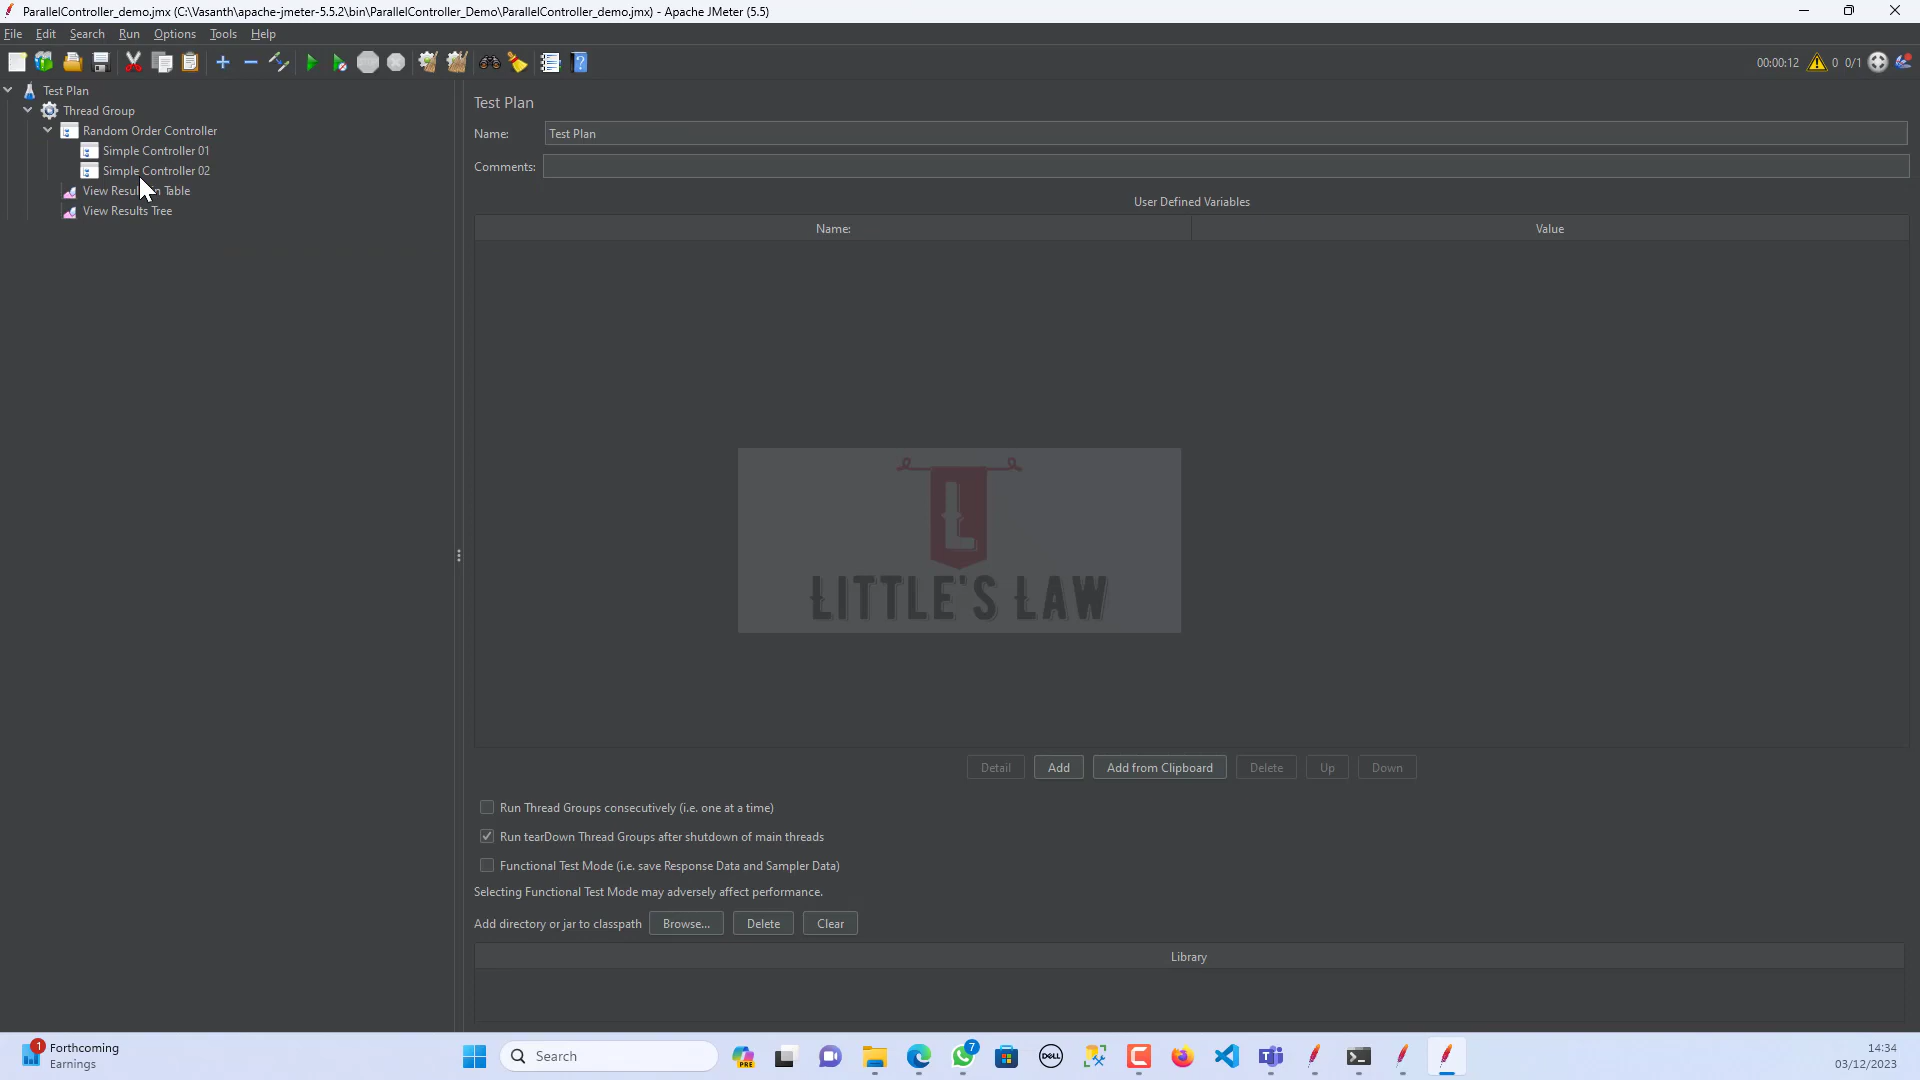 ParallelController_demo.jmx (C:\Vasanth\apache-jmeter-5.5.2\bin\ParallelController_Demo\ParallelController_demo.jmx) - Apache JMeter (5.5)
File Edit Search Run Options Tools Help
00:00:12 0 0/1
Test Plan
Thread Group
Random Order Controller
Simple Controller 01
Simple Controller 02
View Resul n Table
View Results Tree
Test Plan
Name: Test Plan
Comments:
User Defined Variables
Name: Value
L
LITTLE'S LAW
Detail Add Add from Clipboard Delete Up Down
Run Thread Groups consecutively (i.e. one at a time)
Run tearDown Thread Groups after shutdown of main threads
Functional Test Mode (i.e. save Response Data and Sampler Data)
Selecting Functional Test Mode may adversely affect performance.
Add directory or jar to classpath Browse... Delete Clear
Library
1 Forthcoming
Earnings
Search
PRE
7
DELL
14:34
03/12/2023